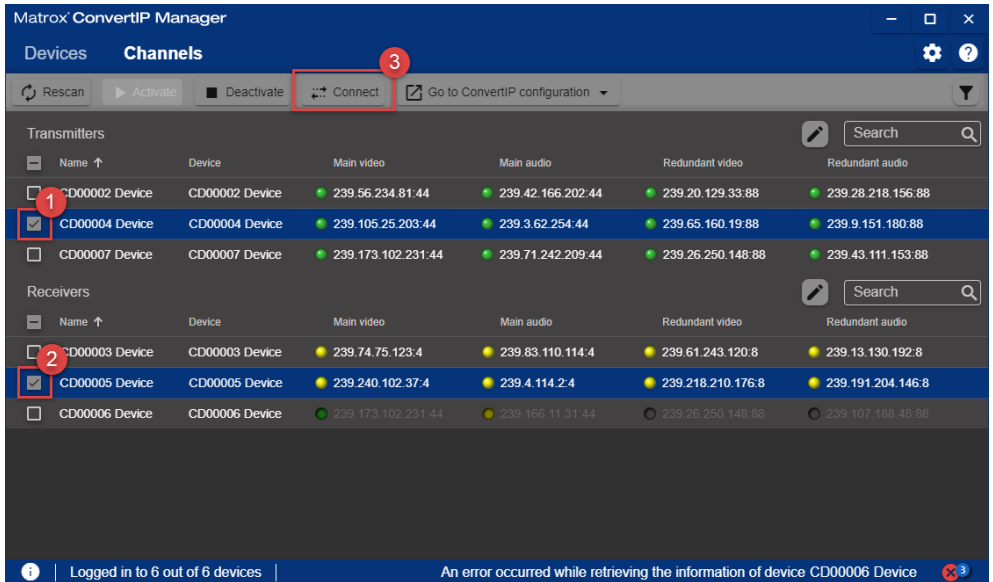 Matrox® ConvertIP Manager
Devices Channels
3
Rescan Activate Deactivate Connect Go to ConvertIP configuration
Transmitters Search
Name Device Main video Main audio Redundant video Redundant audio
CD00002 Device CD00002 Device 239.56.234.81:44 239.42.166.202:44 239.20.129.33:88 239.28.218.156:88
1
CD00004 Device CD00004 Device 239.105.25.203:44 239.3.62.254:44 239.65.160.19:88 239.9.151.180:88
CD00007 Device CD00007 Device 239.173.102.231:44 239.71.242.209:44 239.26.250.148:88 239.43.111.153:88
Receivers Search
Name Device Main video Main audio Redundant video Redundant audio
CD00003 Device CD00003 Device 239.74.75.123:4 239.83.110.114:4 239.61.243.120:8 239.13.130.192:8
2
CD00005 Device CD00005 Device 239.240.102.37:4 239.4.114.2:4 239.218.210.176:8 239.191.204.146:8
CD00006 Device CD00006 Device 239.173.102.231:44 239.166.11.31:44 239.26.250.148:88 239.107.188.48:88
Logged in to 6 out of 6 devices An error occurred while retrieving the information of device CD00006 Device 3